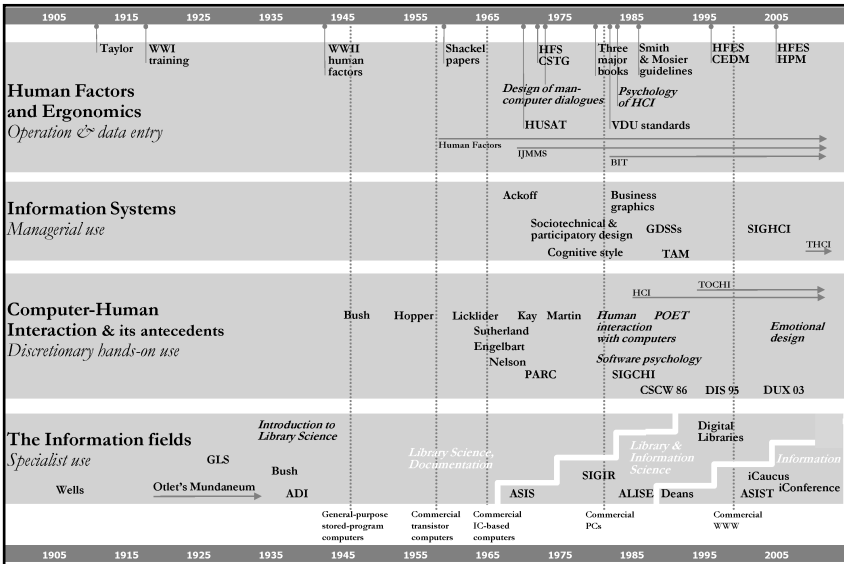 1905 1915 1925 1935 1945 1955 1965 1975 1985 1995 2005
Taylor
WWI
training
WWII
human
factors
Shackel
papers
HFS
CSTG
Three
major
books
Smith
& Mosier
guidelines
HFES
CEDM
HFES
HPM
Human Factors
and Ergonomics
Operation & data entry
Design of man-
computer dialogues
Psychology
of HCI
HUSAT
VDU standards
Human Factors
IJMMS
BIT
Information Systems
Managerial use
Ackoff
Business
graphics
Sociotechnical &
participatory design
GDSSs
SIGHCI
Cognitive style
TAM
THCI
Computer-Human
Interaction & its antecedents
Discretionary hands-on use
TOCHI
HCI
Bush
Hopper
Licklider
Kay
Martin
Human
interaction
with computers
POET
Emotional
design
Sutherland
Engelbart
Nelson
Software psychology
PARC
SIGCHI
CSCW 86
DIS 95
DUX 03
The Information fields
Specialist use
Introduction to
Library Science
Library Science,
Documentation
Library &
Information
Science
Digital
Libraries
Information
GLS
Bush
Wells
Otlet's Mundaneum
ADI
ASIS
SIGIR
ALISE
Deans
iCaucus
ASIST
iConference
General-purpose
stored-program
computers
Commercial
transistor
computers
Commercial
IC-based
computers
Commercial
PCs
Commercial
WWW
1905 1915 1925 1935 1945 1955 1965 1975 1985 1995 2005